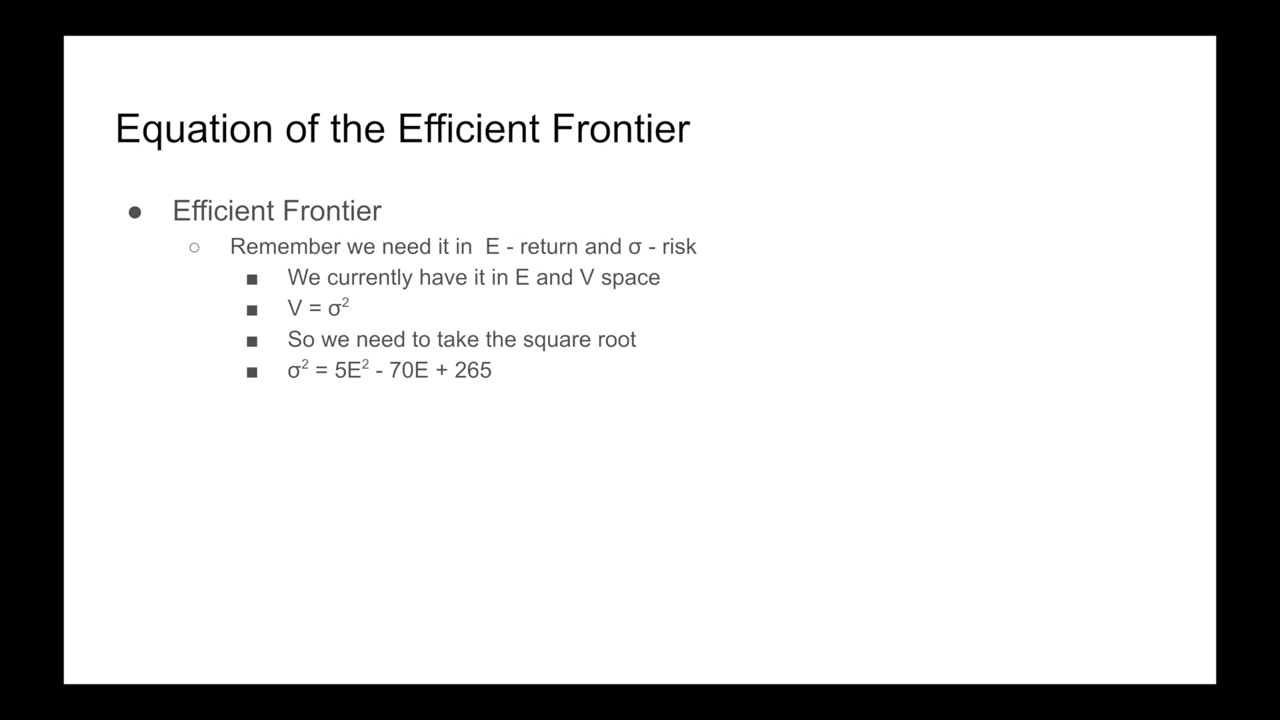 Equation of the Efficient Frontier
● Efficient Frontier
○ Remember we need it in  E - return and σ - risk
■ We currently have it in E and V space
■ V = σ²
■ So we need to take the square root
■ σ² = 5E² - 70E + 265